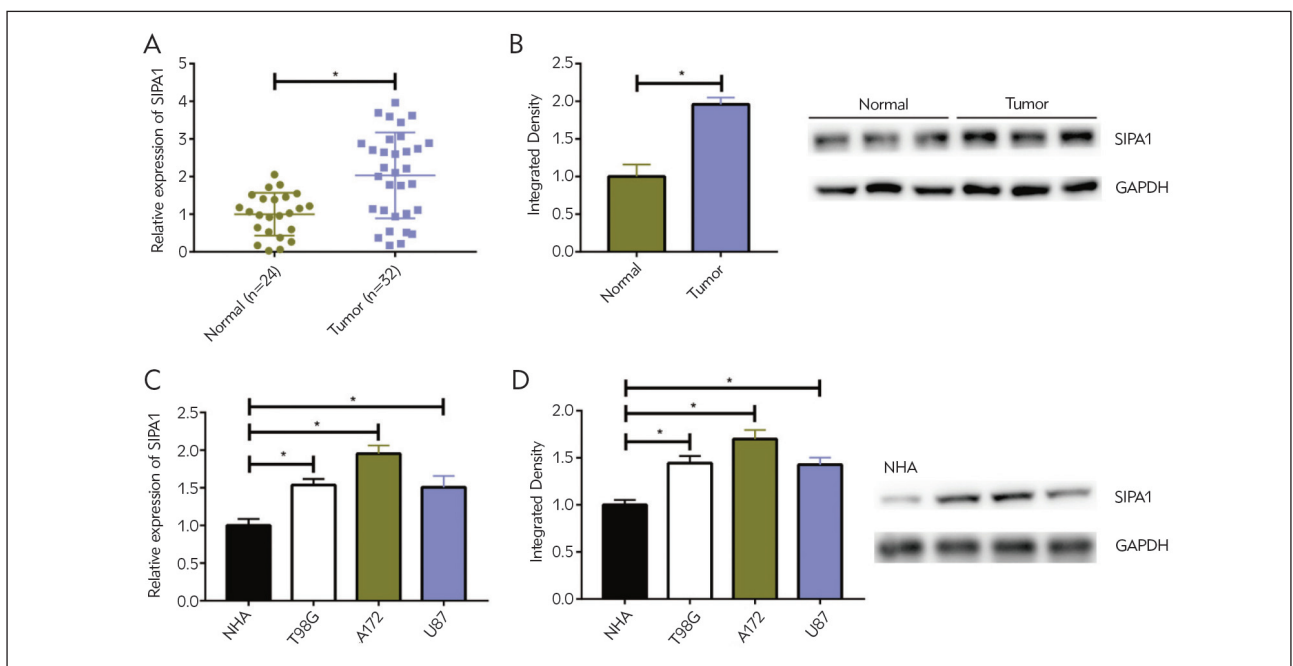 A
Relative expression of SIPA1
5
4
3
2
1
0
*
Normal (n=24)
Tumor (n=32)
B
Integrated Density
2.5
2.0
1.5
1.0
0.5
0.0
*
Normal
Tumor
Normal Tumor
SIPA1
GAPDH
C
Relative expression of SIPA1
2.5
2.0
1.5
1.0
0.5
0.0
*
*
*
NHA
T98G
A172
U87
D
Integrated Density
2.0
1.5
1.0
0.5
0.0
*
*
*
NHA
T98G
A172
U87
NHA
SIPA1
GAPDH